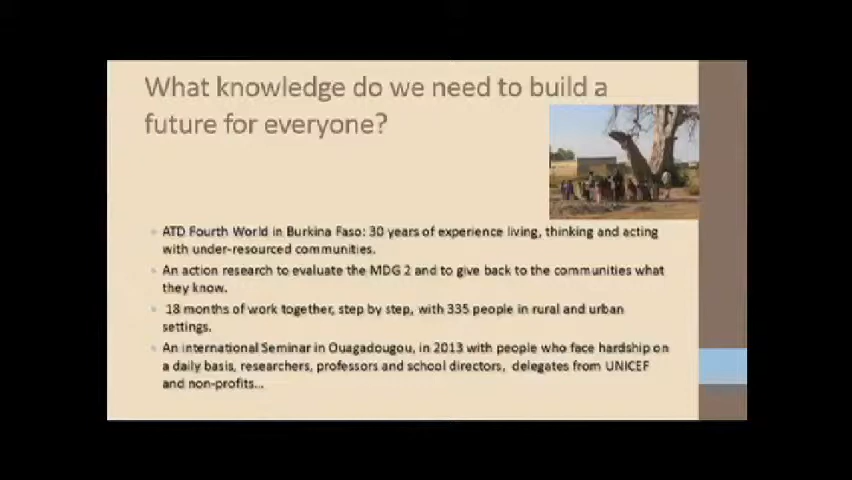 What knowledge do we need to build a
future for everyone?
ATD Fourth World in Burkina Faso: 30 years of experience living, thinking and acting
with under-resourced communities.
An action research to evaluate the MDG 2 and to give back to the communities what
they know.
18 months of work together, step by step, with 335 people in rural and urban
settings.
An international Seminar in Ouagadougou, in 2013 with people who face hardship on
a daily basis, researchers, professors and school directors, delegates from UNICEF
and non-profits...